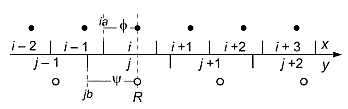 ia ϕ
i – 2 i – 1 i i +1 i +2 i + 3 x
j – 1 j j +1 j +2 y
ψ
jb R